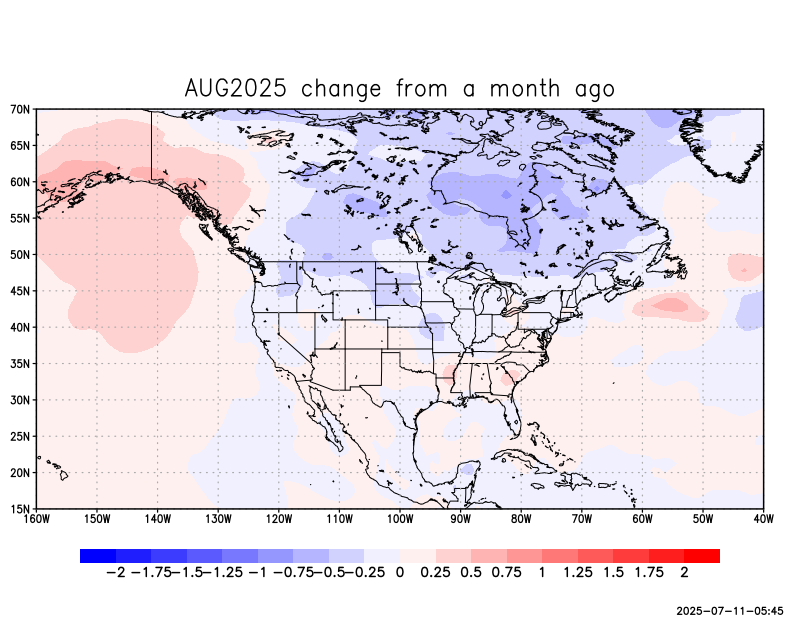 AUG2025 change from a month ago
70N
65N
60N
55N
50N
45N
40N
35N
30N
25N
20N
15N
160W 150W 140W 130W 120W 110W 100W 90W 80W 70W 60W 50W 40W
−2 −1.75 −1.5 −1.25 −1 −0.75 −0.5 −0.25 0 0.25 0.5 0.75 1 1.25 1.5 1.75 2
2025-07-11-05:45